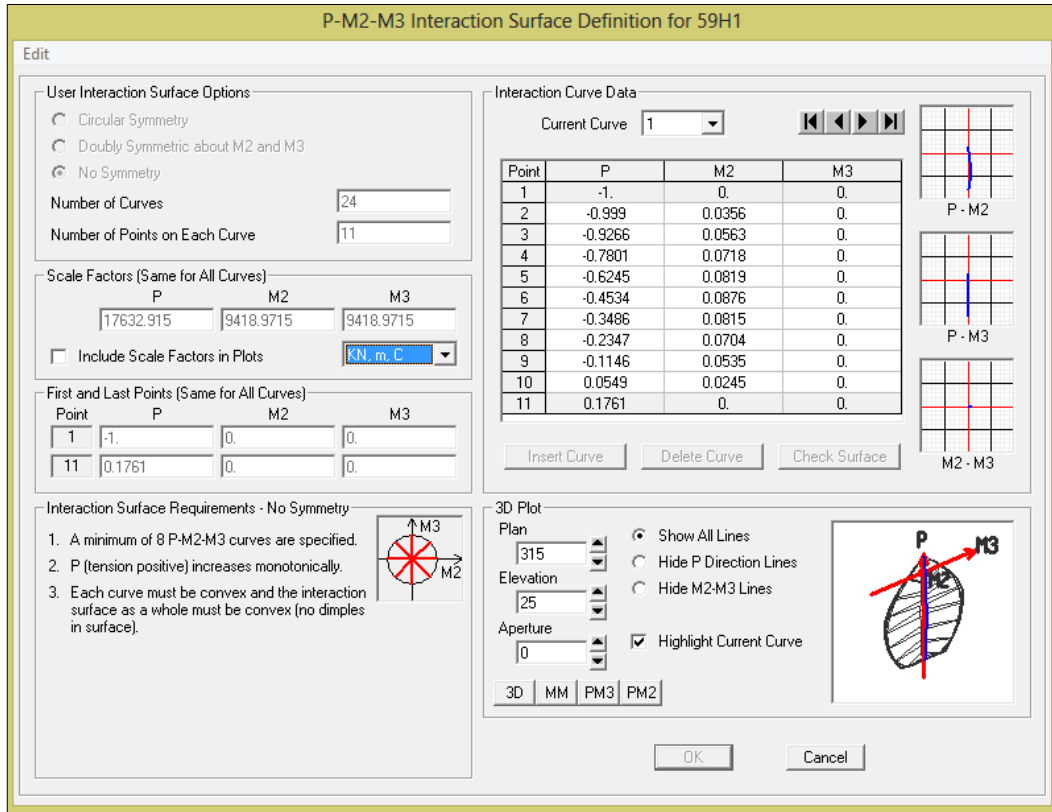 P-M2-M3 Interaction Surface Definition for 59H1
Edit
User Interaction Surface Options
Circular Symmetry
Doubly Symmetric about M2 and M3
No Symmetry
Number of Curves 24
Number of Points on Each Curve 11
Scale Factors (Same for All Curves)
P M2 M3
17632.915 9418.9715 9418.9715
Include Scale Factors in Plots KN, m, C
First and Last Points (Same for All Curves)
Point P M2 M3
1 -1. 0. 0.
11 0.1761 0. 0.
Interaction Surface Requirements - No Symmetry
1. A minimum of 8 P-M2-M3 curves are specified.
2. P (tension positive) increases monotonically.
3. Each curve must be convex and the interaction
surface as a whole must be convex (no dimples
in surface).
M3
M2
Interaction Curve Data
Current Curve 1
Point P M2 M3
1 -1. 0. 0.
2 -0.999 0.0356 0.
3 -0.9266 0.0563 0.
4 -0.7801 0.0718 0.
5 -0.6245 0.0819 0.
6 -0.4534 0.0876 0.
7 -0.3486 0.0815 0.
8 -0.2347 0.0704 0.
9 -0.1146 0.0535 0.
10 0.0549 0.0245 0.
11 0.1761 0. 0.
Insert Curve Delete Curve Check Surface
P - M2
P - M3
M2 - M3
3D Plot
Plan
315
Elevation
25
Aperture
0
Show All Lines
Hide P Direction Lines
Hide M2-M3 Lines
Highlight Current Curve
3D MM PM3 PM2
P
M3
M2
OK Cancel